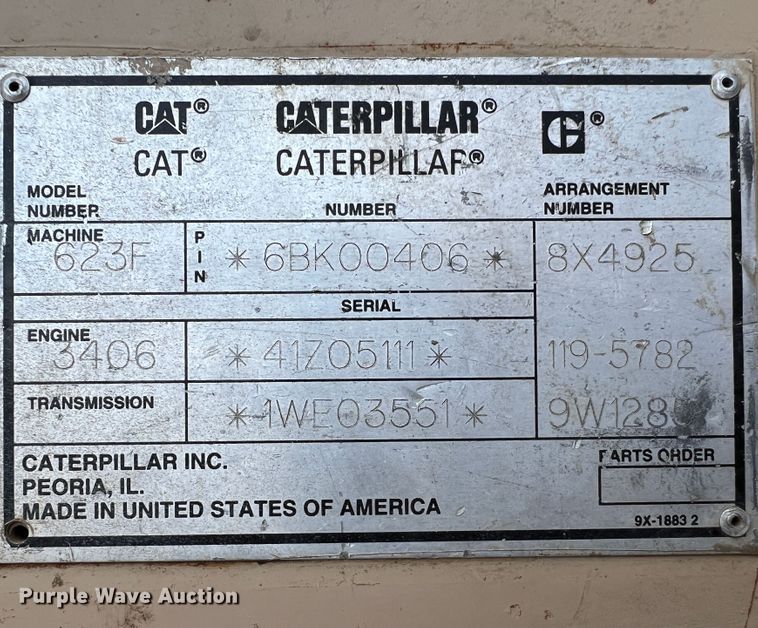 CAT® CATERPILLAR® C®
CAT® CATERPILLAR®
MODEL NUMBER NUMBER ARRANGEMENT NUMBER
MACHINE 623F PIN *6BK00406* 8X4925
SERIAL
ENGINE 3406 *41Z05111* 119-5782
TRANSMISSION *1WE03551*
CATERPILLAR INC.
PEORIA, IL.
MADE IN UNITED STATES OF AMERICA
PARTS ORDER
9X-1883 2
Purple Wave Auction